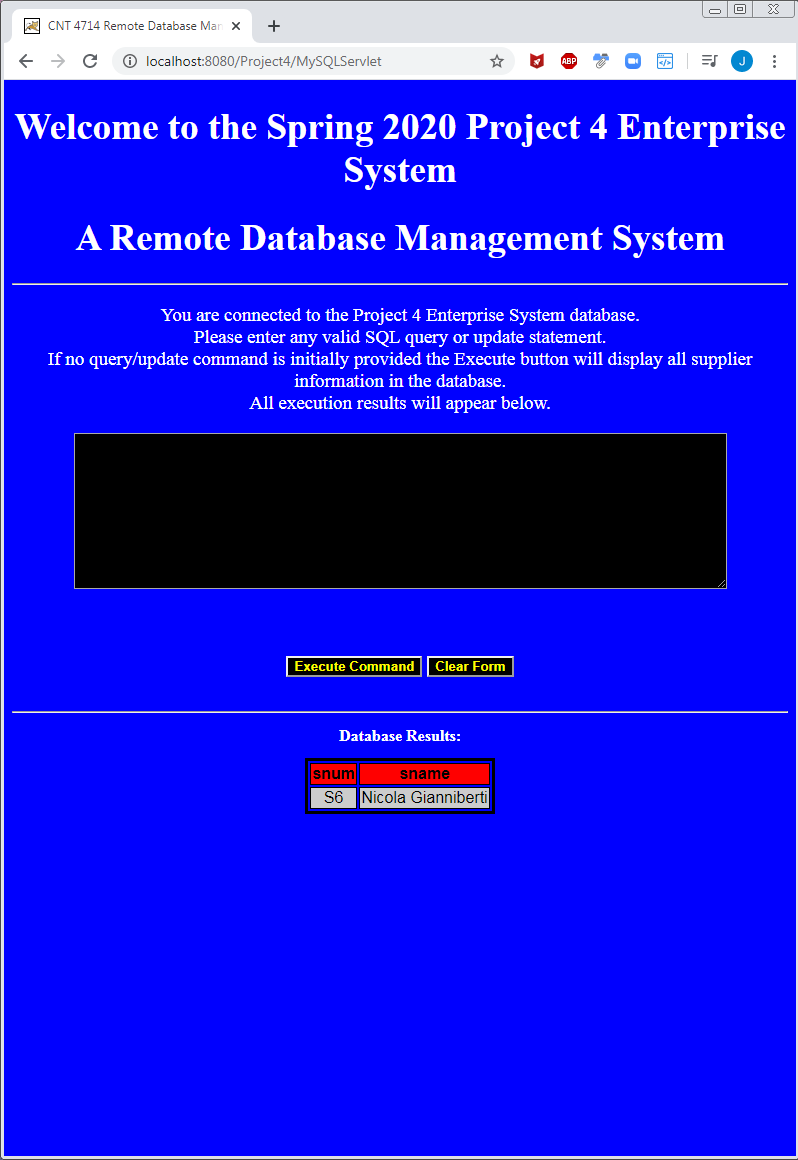 CNT 4714 Remote Database Man
localhost:8080/Project4/MySQLServlet
ABP
J
Welcome to the Spring 2020 Project 4 Enterprise
System
A Remote Database Management System
You are connected to the Project 4 Enterprise System database.
Please enter any valid SQL query or update statement.
If no query/update command is initially provided the Execute button will display all supplier
information in the database.
All execution results will appear below.
Execute Command Clear Form
Database Results:
snum sname
S6 Nicola Gianniberti